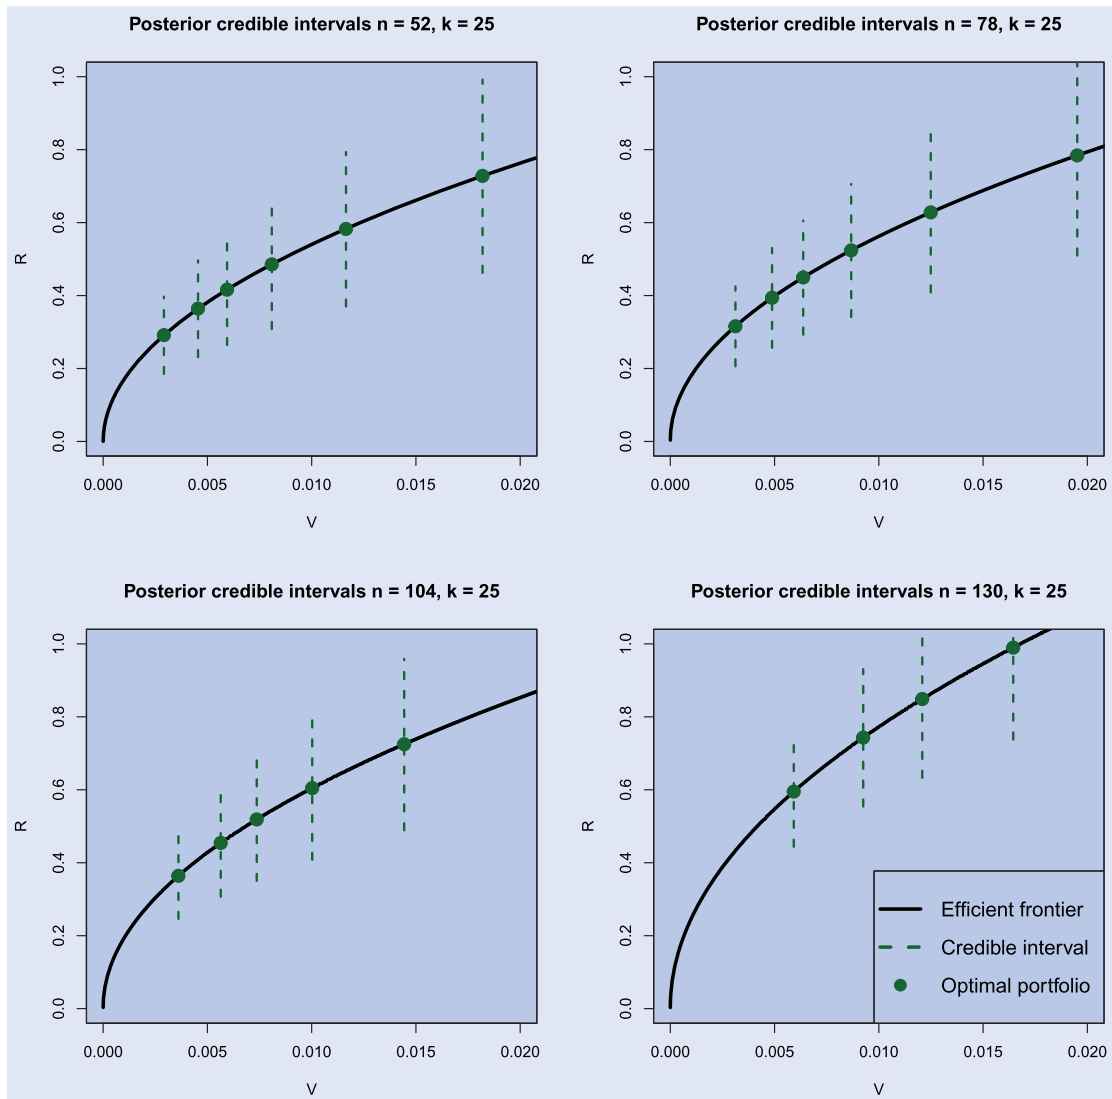 Posterior credible intervals n = 52, k = 25
1.0
0.8
0.6
0.4
0.2
0.0
R
0.000 0.005 0.010 0.015 0.020
V
Posterior credible intervals n = 78, k = 25
1.0
0.8
0.6
0.4
0.2
0.0
R
0.000 0.005 0.010 0.015 0.020
V
Posterior credible intervals n = 104, k = 25
1.0
0.8
0.6
0.4
0.2
0.0
R
0.000 0.005 0.010 0.015 0.020
V
Posterior credible intervals n = 130, k = 25
1.0
0.8
0.6
0.4
0.2
0.0
R
Efficient frontier
Credible interval
Optimal portfolio
0.000 0.005 0.010 0.015 0.020
V